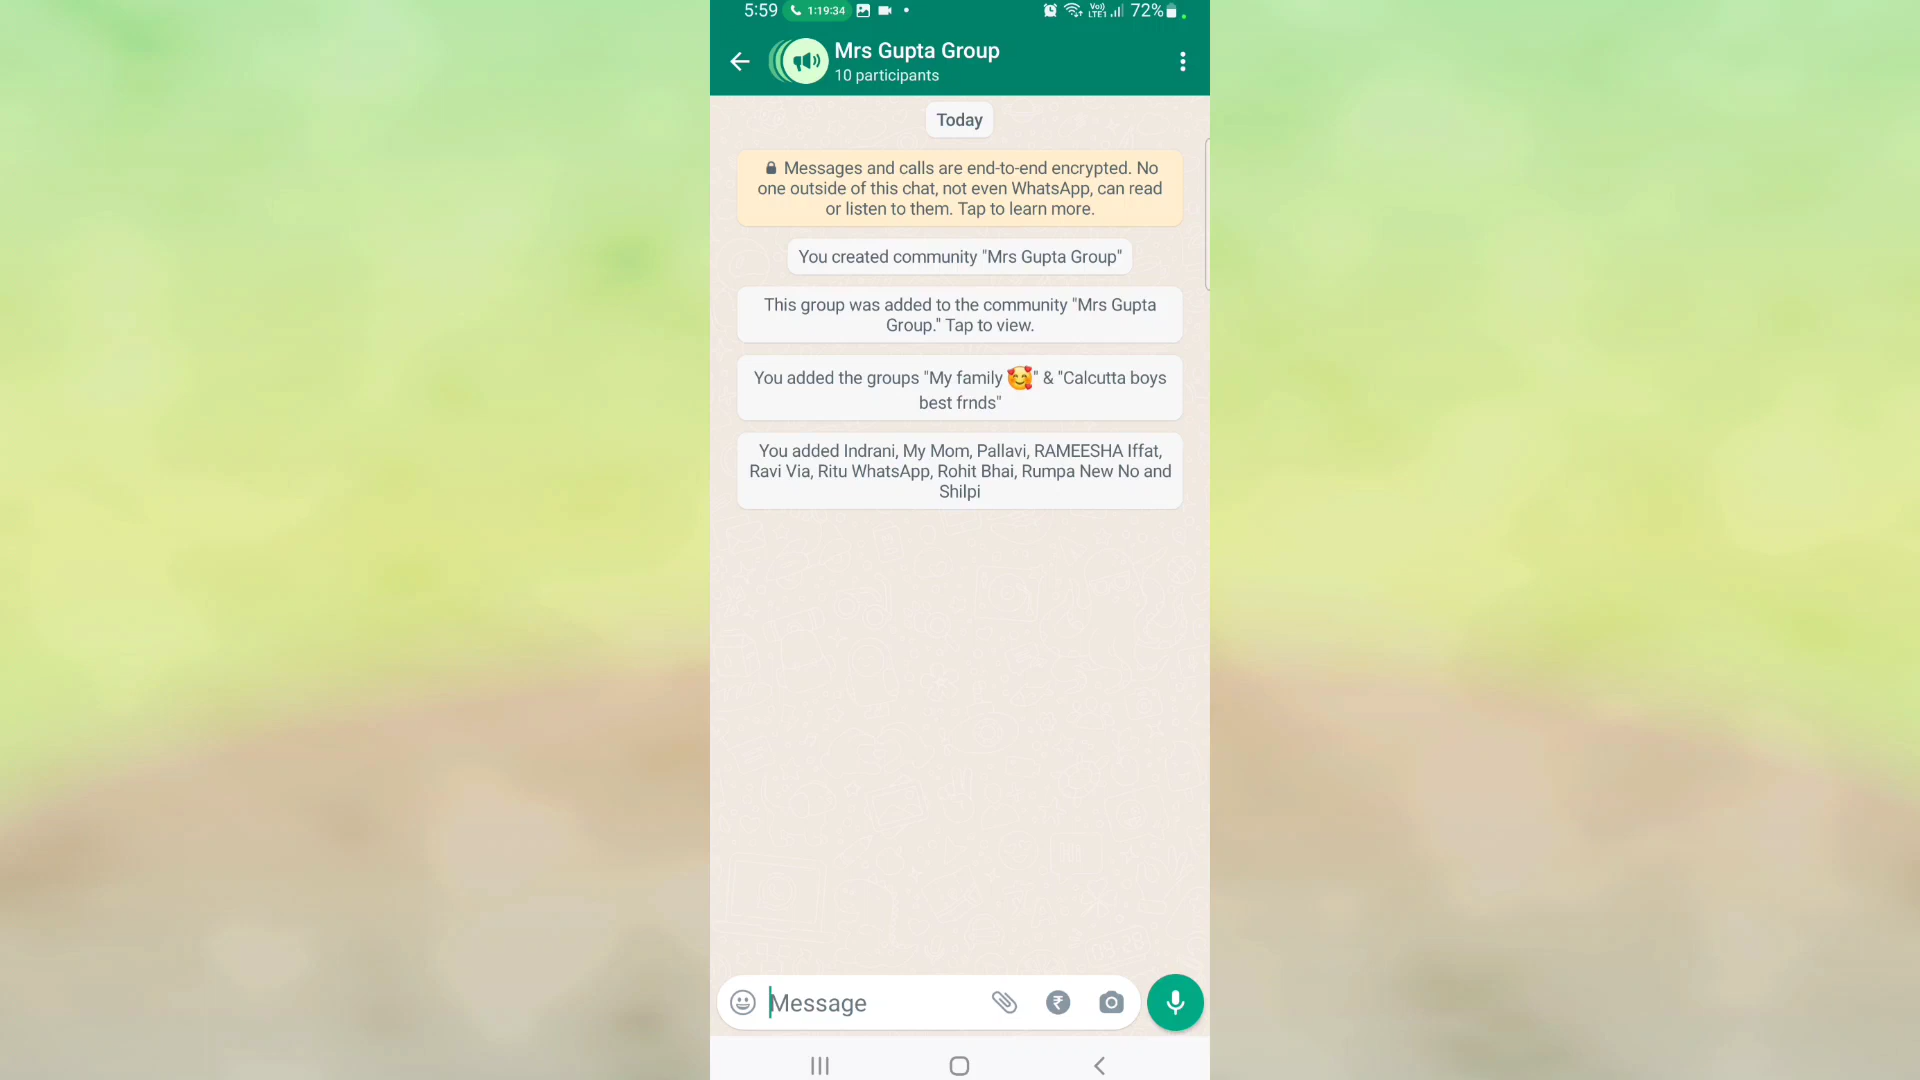 5:59 1:19:34 Vo) LTE1 72%
Mrs Gupta Group
10 participants
Today
Messages and calls are end-to-end encrypted. No
one outside of this chat, not even WhatsApp, can read
or listen to them. Tap to learn more.
You created community "Mrs Gupta Group"
This group was added to the community "Mrs Gupta
Group." Tap to view.
You added the groups "My family 🥰" & "Calcutta boys
best frnds"
You added Indrani, My Mom, Pallavi, RAMEESHA Iffat,
Ravi Via, Ritu WhatsApp, Rohit Bhai, Rumpa New No and
Shilpi
Message